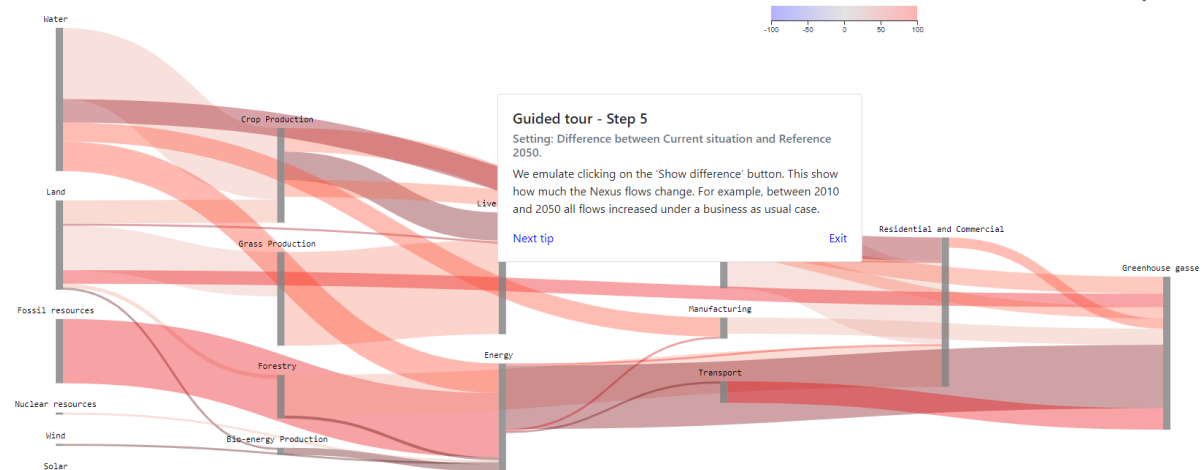 Water
-100
-50
0
50
100
Crop Production
Guided tour - Step 5
Setting: Difference between Current situation and Reference
2050.
We emulate clicking on the 'Show difference' button. This show
how much the Nexus flows change. For example, between 2010
and 2050 all flows increased under a business as usual case.
Next tip
Exit
Land
Live
Grass Production
Residential and Commercial
Greenhouse gasse
Fossil resources
Manufacturing
Energy
Forestry
Transport
Nuclear resources
Wind
Bio-energy Production
Solar